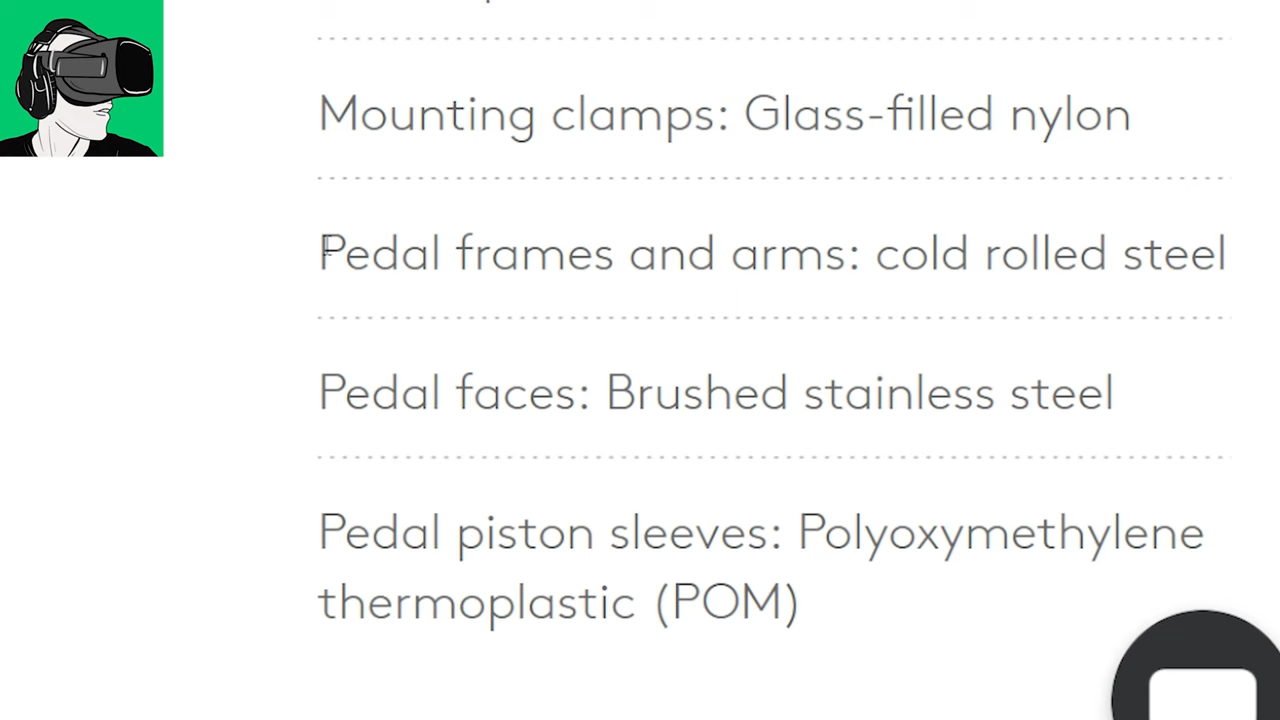 Mounting clamps: Glass-filled nylon
Pedal frames and arms: cold rolled steel
Pedal faces: Brushed stainless steel
Pedal piston sleeves: Polyoxymethylene
thermoplastic (POM)